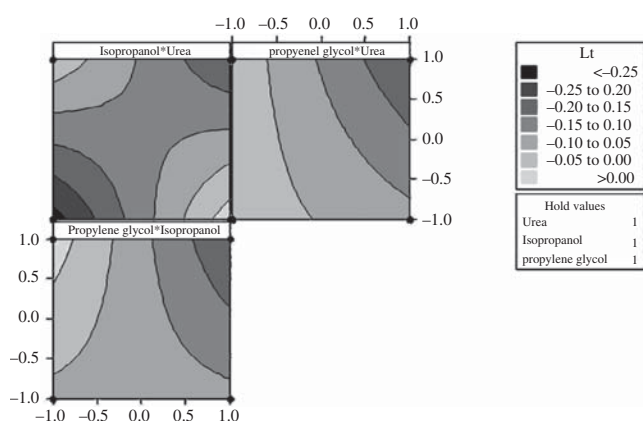 –1.0 0.0 1.0
Isopropanol*Urea propyenel glycol*Urea
1.0
0.5
0.0
–0.5
–1.0
Propylene glycol*Isopropanol
1.0
0.5
0.0
–0.5
–1.0
–1.0 –0.5 0.0 0.5 1.0
Lt
<–0.25
–0.25 to 0.20
–0.20 to 0.15
–0.15 to 0.10
–0.10 to 0.05
–0.05 to 0.00
>0.00
Hold values
Urea 1
Isopropanol 1
propylene glycol 1